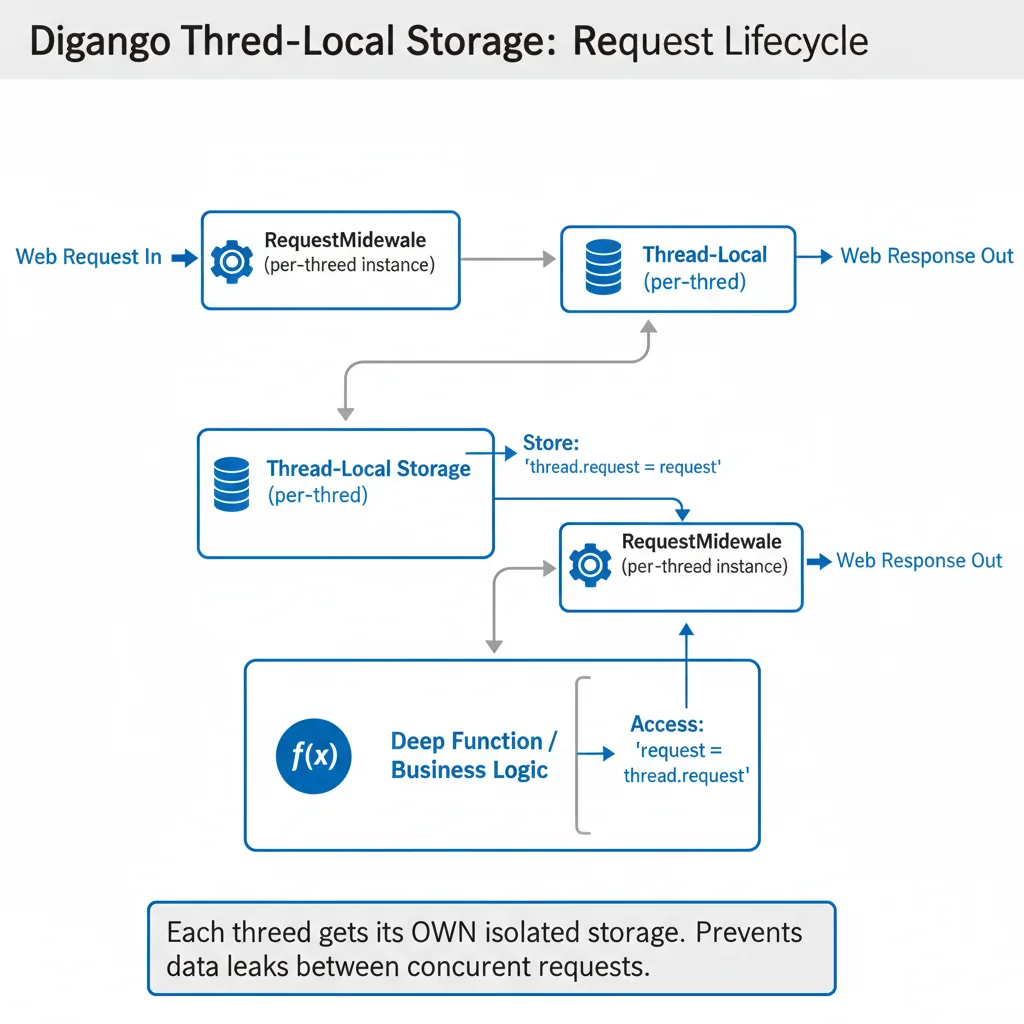 Digango Thred-Local Storage: Request Lifecycle
Web Request In
RequestMidewale
(per-threed instance)
Thread-Local
(per-thred)
Web Response Out
Thread-Local Storage
(per-thred)
Store:
'thread.request = request'
RequestMidewale
(per-thread instance)
Web Response Out
f(x)
Deep Function /
Business Logic
Access:
'request =
thread.request'
Each threed gets its OWN isolated storage. Prevents
data leaks between concurent requests.